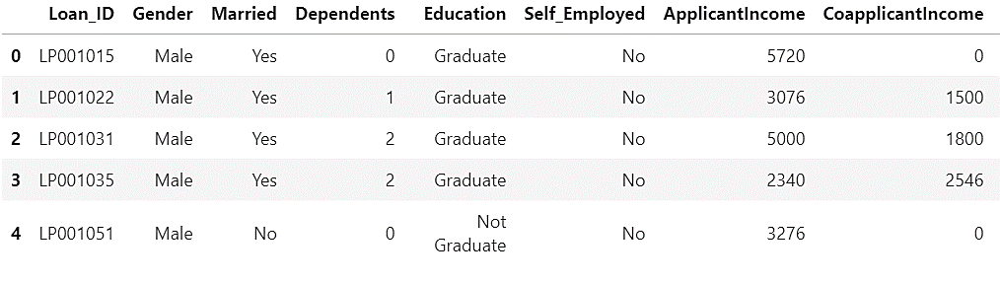 Loan_ID Gender Married Dependents Education Self_Employed ApplicantIncome CoapplicantIncome
0 LP001015 Male Yes 0 Graduate No 5720 0
1 LP001022 Male Yes 1 Graduate No 3076 1500
2 LP001031 Male Yes 2 Graduate No 5000 1800
3 LP001035 Male Yes 2 Graduate No 2340 2546
4 LP001051 Male No 0 Not Graduate No 3276 0